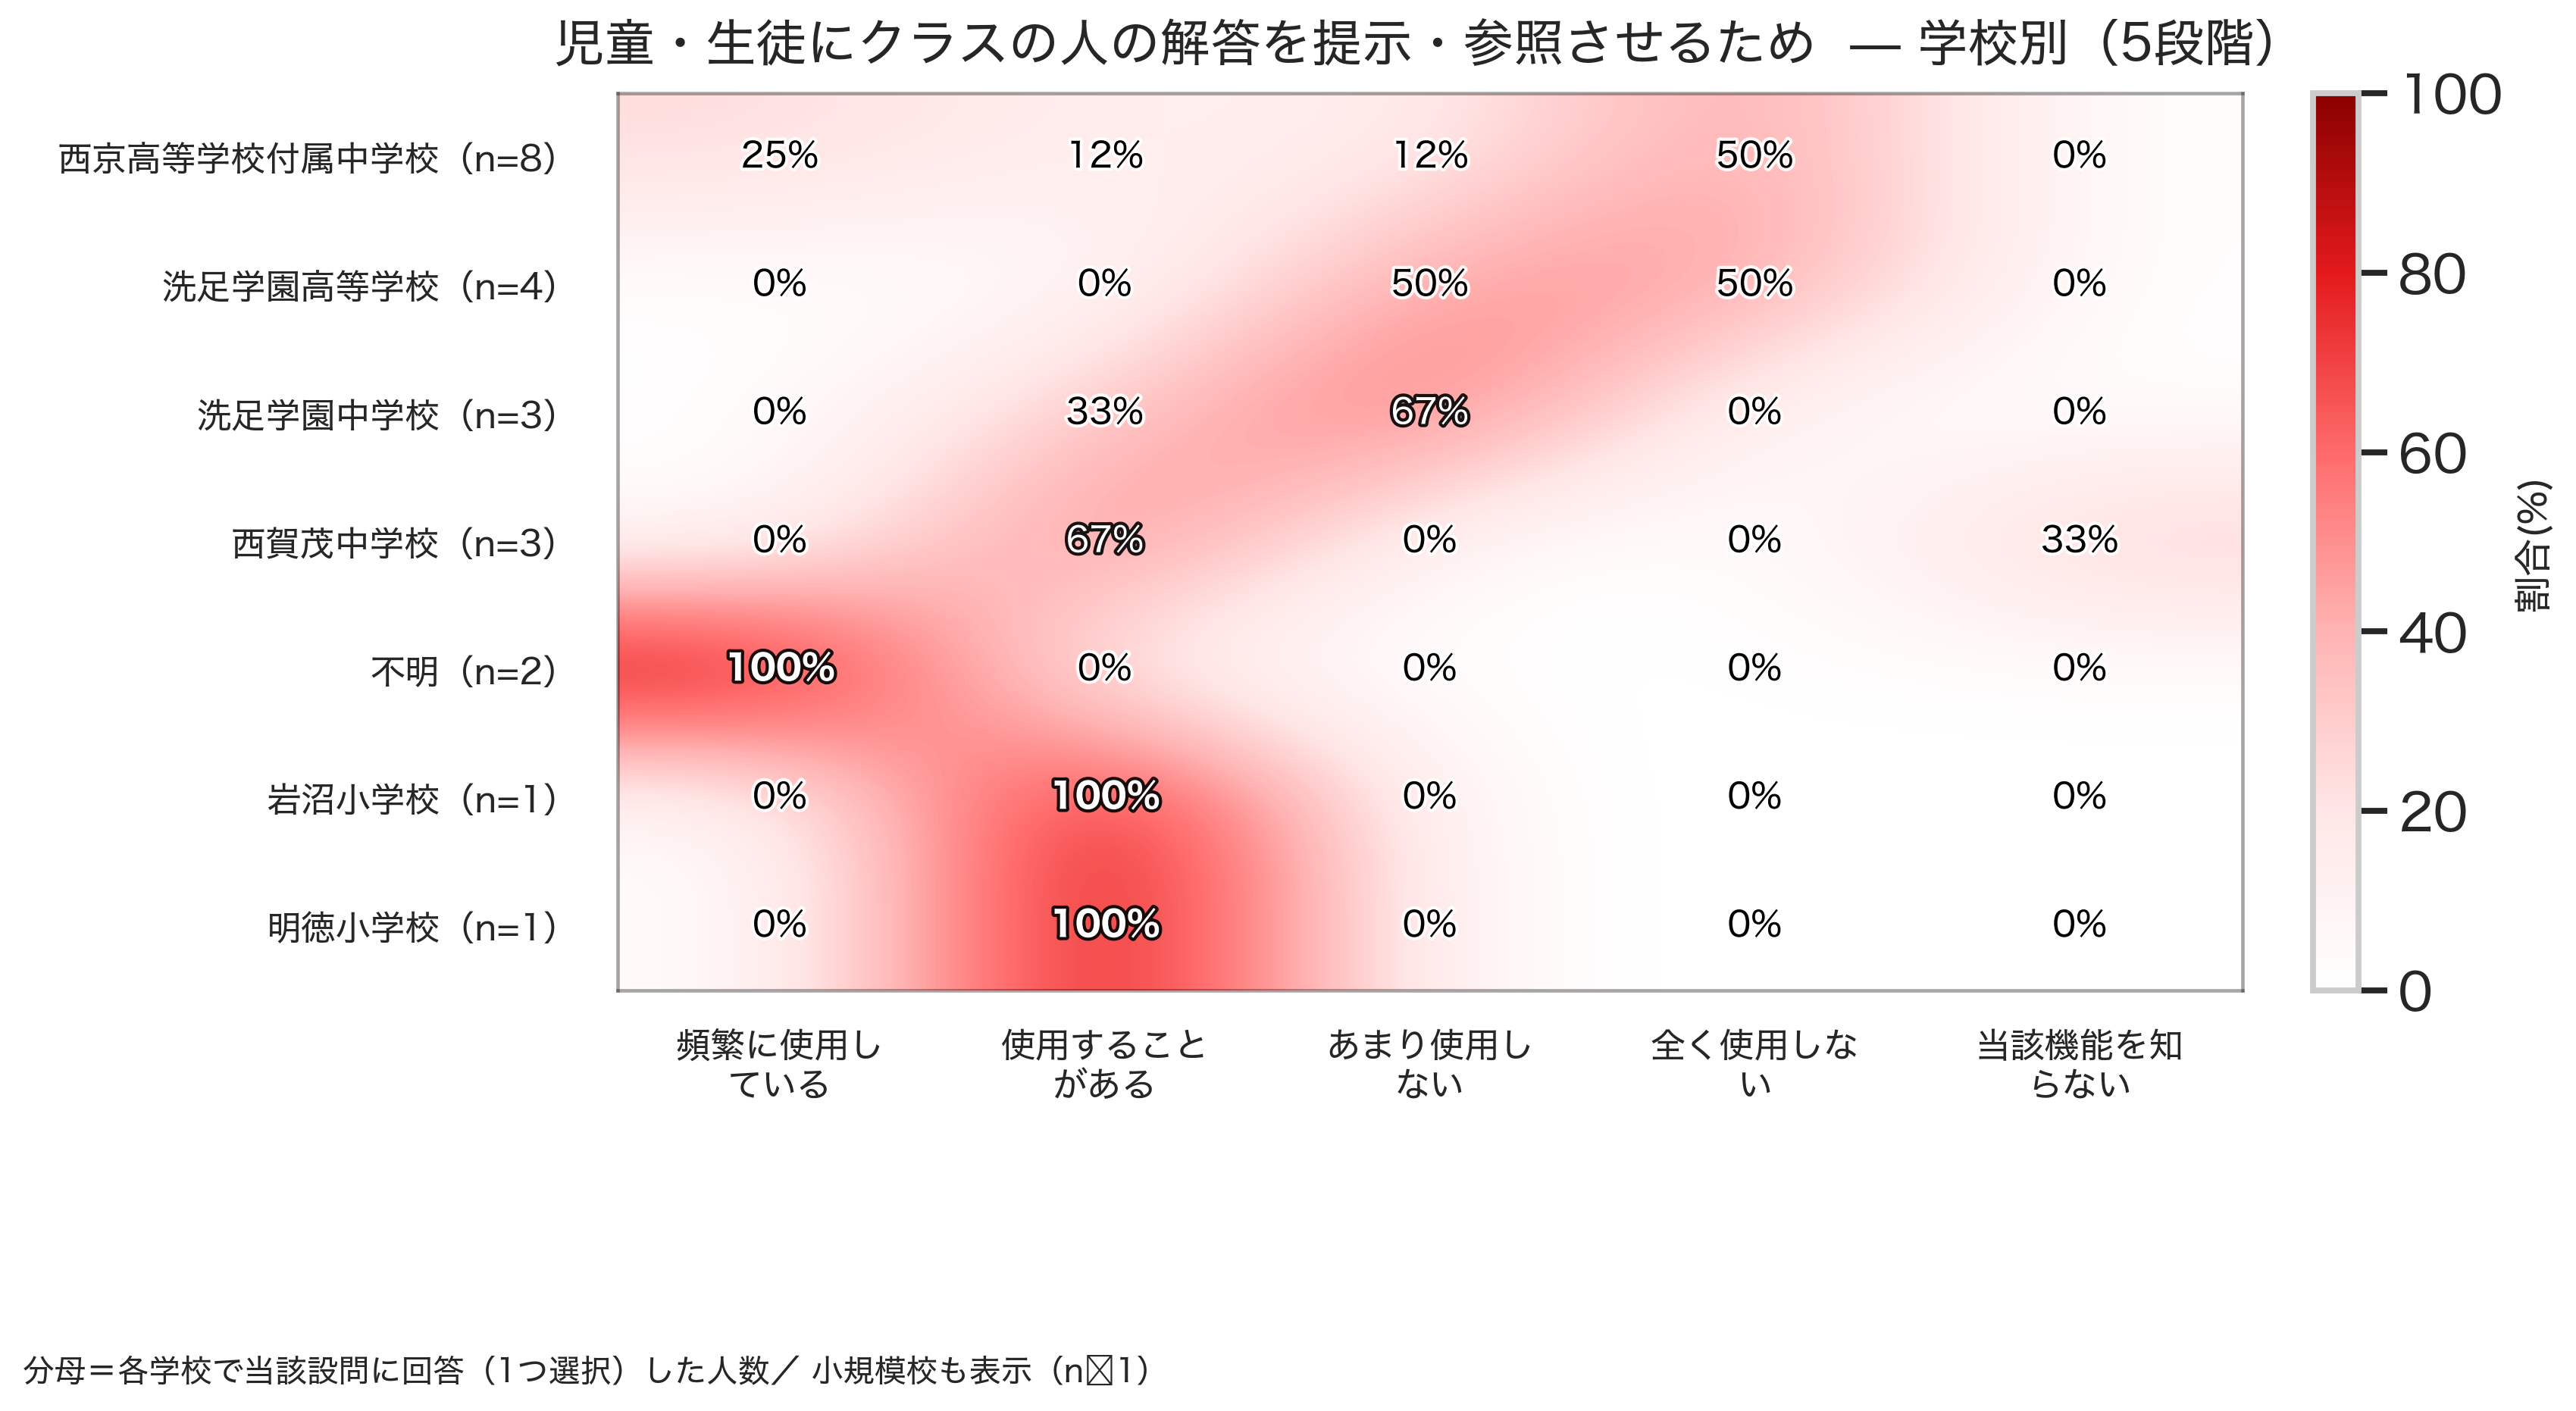 児童・生徒にクラスの人の解答を提示・参照させるため — 学校別（5段階）
西京高等学校付属中学校（n=8） 25% 12% 12% 50% 0%
洗足学園高等学校（n=4） 0% 0% 50% 50% 0%
洗足学園中学校（n=3） 0% 33% 67% 0% 0%
西賀茂中学校（n=3） 0% 67% 0% 0% 33%
不明（n=2） 100% 0% 0% 0% 0%
岩沼小学校（n=1） 0% 100% 0% 0% 0%
明徳小学校（n=1） 0% 100% 0% 0% 0%
頻繁に使用し
ている
使用すること
がある
あまり使用し
ない
全く使用しな
い
当該機能を知
らない
100
80
60
40
20
0
割合(%)
分母＝各学校で当該設問に回答（1つ選択）した人数／ 小規模校も表示（n☒1）